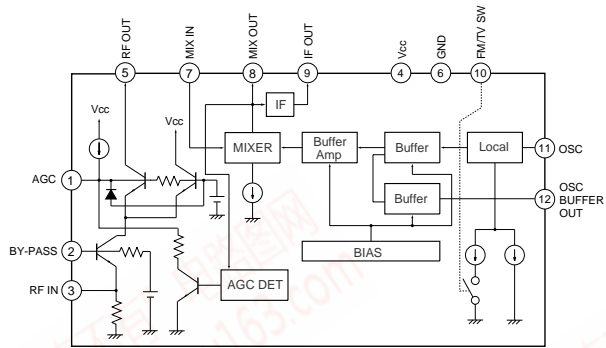 RF OUT
MIX IN
MIX OUT
IF OUT
Vcc
GND
FM/TV SW
5
7
8
9
4
6
10
Vcc
Vcc
IF
MIXER
Buffer
Amp
Buffer
Local
11
OSC
AGC
1
Buffer
12
OSC
BUFFER
OUT
BY-PASS
2
BIAS
RF IN
3
AGC DET
163.com